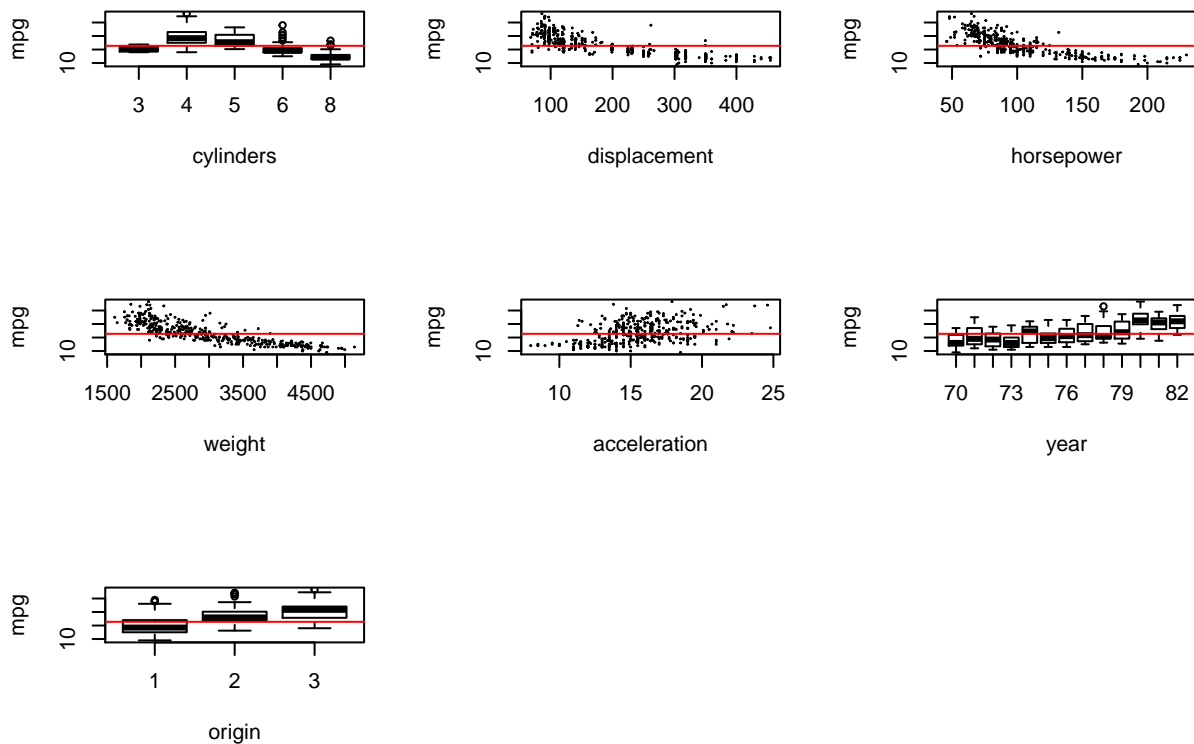 mpg
10
3 4 5 6 8
cylinders
mpg
10
100 200 300 400
displacement
mpg
10
50 100 150 200
horsepower
mpg
10
1500 2500 3500 4500
weight
mpg
10
10 15 20 25
acceleration
mpg
10
70 73 76 79 82
year
mpg
10
1 2 3
origin